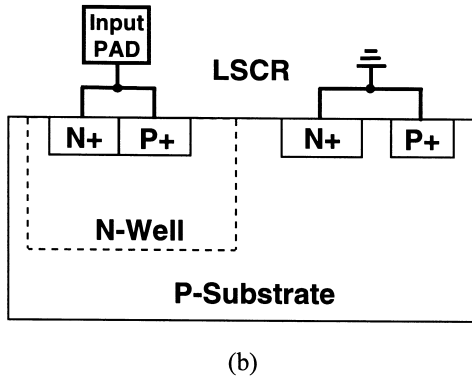 Input
PAD
LSCR
N+ P+ N+ P+
N-Well
P-Substrate
(b)